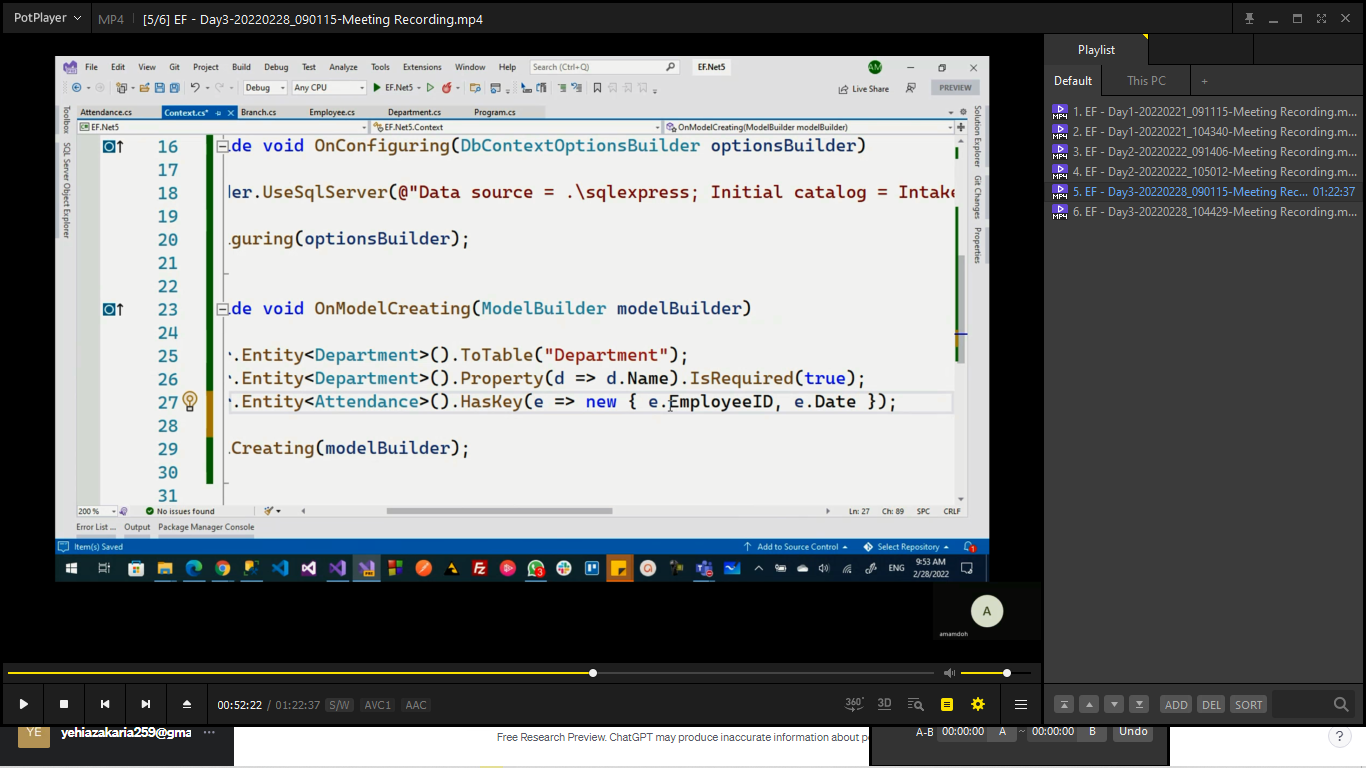 PotPlayer
MP4
[5/6] EF - Day3-20220228_090115-Meeting Recording.mp4
File Edit View Git Project Build Debug Test Analyze Tools Extensions Window Help Search (Ctrl+Q) EF.Net5
AM
Debug Any CPU EF.Net5 Live Share PREVIEW
Toolbox
SQL Server Object Explorer
Attendance.cs Context.cs* Branch.cs Employee.cs Department.cs Program.cs
EF.Net5 EF.Net5.Context OnModelCreating(ModelBuilder modelBuilder)
16 ide void OnConfiguring(DbContextOptionsBuilder optionsBuilder)
17
18 ler.UseSqlServer(@"Data source = .\sqlexpress; Initial catalog = Intake
19
20 guring(optionsBuilder);
21
22
23 ide void OnModelCreating(ModelBuilder modelBuilder)
24
25 .Entity<Department>().ToTable("Department");
26 .Entity<Department>().Property(d => d.Name).IsRequired(true);
27 .Entity<Attendance>().HasKey(e => new { e.EmployeeID, e.Date });
28
29 Creating(modelBuilder);
30
31
Solution Explorer
Git Changes
Properties
200 % No issues found Ln: 27 Ch: 89 SPC CRLF
Error List ... Output Package Manager Console
Item(s) Saved Add to Source Control Select Repository 1
3 ENG 9:53 AM
2/28/2022
A
amamdoh
00:52:22 / 01:22:37 S/W AVC1 AAC
360° 3D
Playlist
Default This PC +
MP4 1. EF - Day1-20220221_091115-Meeting Recording.m...
MP4 2. EF - Day1-20220221_104340-Meeting Recording.m...
MP4 3. EF - Day2-20220222_091406-Meeting Recording.m...
MP4 4. EF - Day2-20220222_105012-Meeting Recording.m...
MP4 5. EF - Day3-20220228_090115-Meeting Rec... 01:22:37
MP4 6. EF - Day3-20220228_104429-Meeting Recording.m...
ADD DEL SORT
YE yehiazakaria259@gma ...
Free Research Preview. ChatGPT may produce inaccurate information about p
A-B 00:00:00 A ~ 00:00:00 B Undo
?